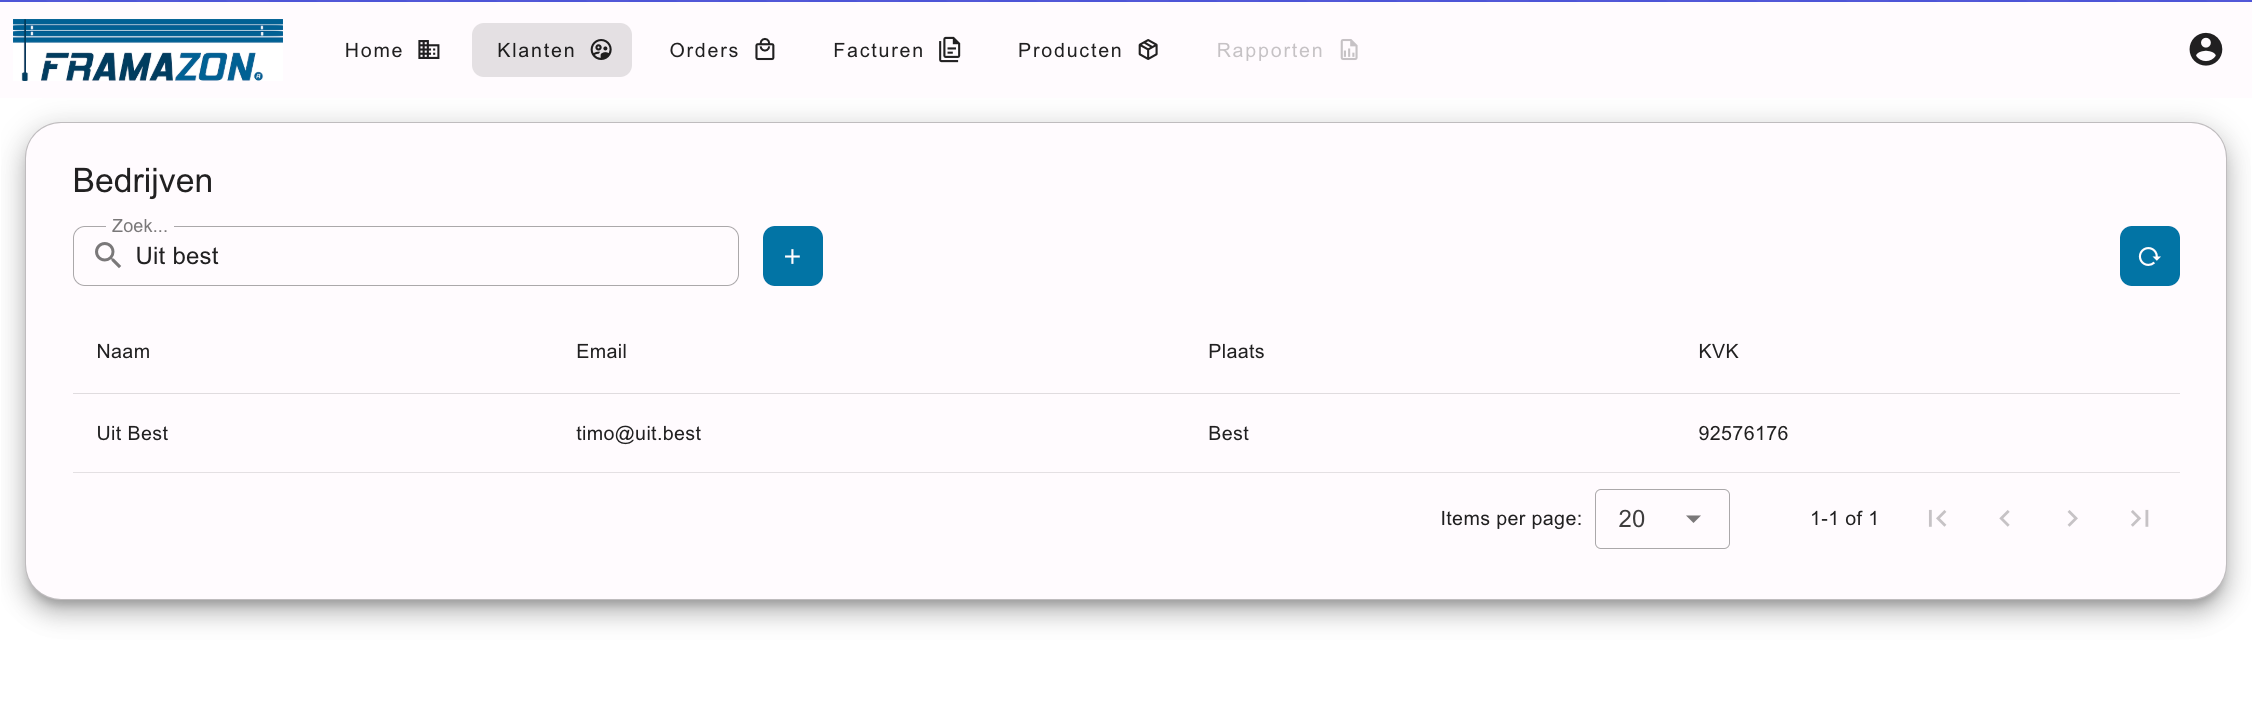 FRAMAZON
Home Klanten Orders Facturen Producten Rapporten
Bedrijven
Zoek...
Uit best
Naam Email Plaats KVK
Uit Best timo@uit.best Best 92576176
Items per page: 20 1-1 of 1